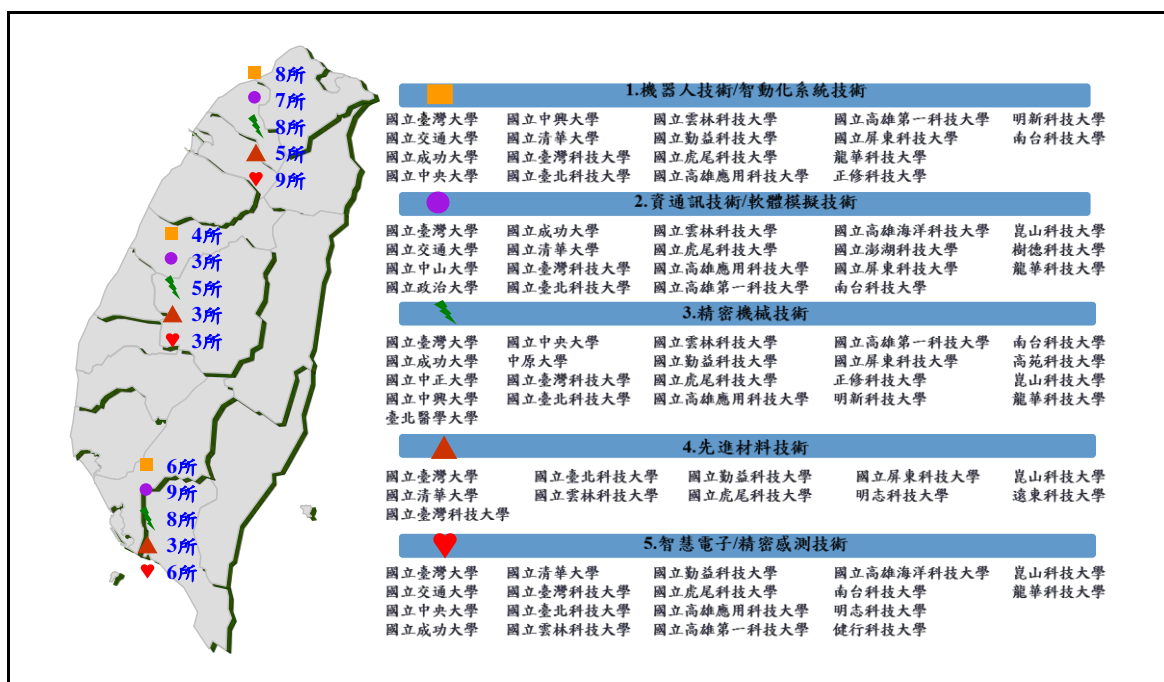 8所
7所
8所
5所
9所
4所
3所
5所
3所
3所
6所
9所
8所
3所
6所
1.機器人技術/智動化系統技術
國立臺灣大學 國立中興大學 國立雲林科技大學 國立高雄第一科技大學 明新科技大學
國立交通大學 國立清華大學 國立勤益科技大學 國立屏東科技大學 南台科技大學
國立成功大學 國立臺灣科技大學 國立虎尾科技大學 龍華科技大學
國立中央大學 國立臺北科技大學 國立高雄應用科技大學 正修科技大學
2.資通訊技術/軟體模擬技術
國立臺灣大學 國立成功大學 國立雲林科技大學 國立高雄海洋科技大學 崑山科技大學
國立交通大學 國立清華大學 國立虎尾科技大學 國立澎湖科技大學 樹德科技大學
國立中山大學 國立臺灣科技大學 國立高雄應用科技大學 國立屏東科技大學 龍華科技大學
國立政治大學 國立臺北科技大學 國立高雄第一科技大學 南台科技大學
3.精密機械技術
國立臺灣大學 國立中央大學 國立雲林科技大學 國立高雄第一科技大學 南台科技大學
國立成功大學 中原大學 國立勤益科技大學 國立屏東科技大學 高苑科技大學
國立中正大學 國立臺灣科技大學 國立虎尾科技大學 正修科技大學 崑山科技大學
國立中興大學 國立臺北科技大學 國立高雄應用科技大學 明新科技大學 龍華科技大學
臺北醫學大學
4.先進材料技術
國立臺灣大學 國立臺北科技大學 國立勤益科技大學 國立屏東科技大學 崑山科技大學
國立清華大學 國立雲林科技大學 國立虎尾科技大學 明志科技大學 遠東科技大學
國立臺灣科技大學
5.智慧電子/精密感測技術
國立臺灣大學 國立清華大學 國立勤益科技大學 國立高雄海洋科技大學 崑山科技大學
國立交通大學 國立臺灣科技大學 國立虎尾科技大學 南台科技大學 龍華科技大學
國立中央大學 國立臺北科技大學 國立高雄應用科技大學 明志科技大學
國立成功大學 國立雲林科技大學 國立高雄第一科技大學 健行科技大學